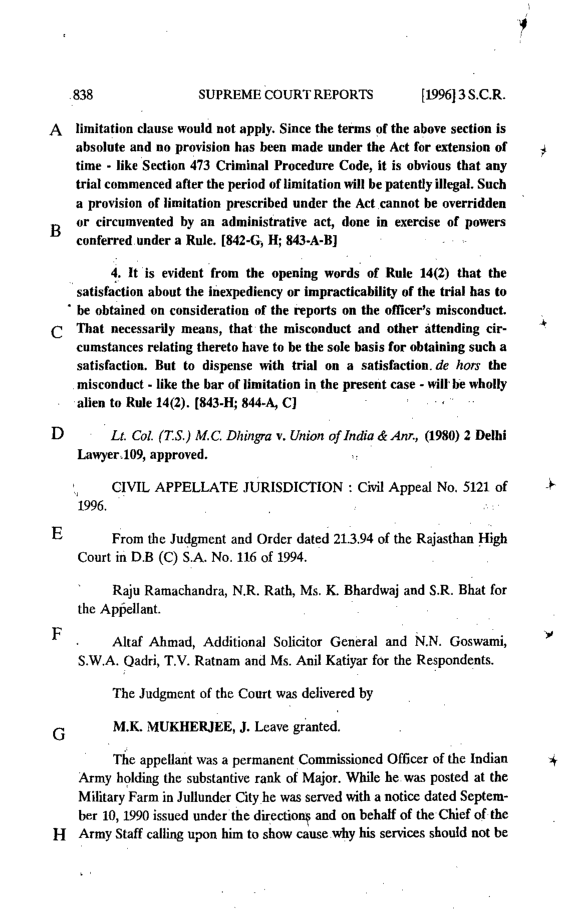 838 SUPREME COURT REPORTS [1996] 3 S.C.R.
A limitation clause would not apply. Since the terms of the above section is
absolute and no provision has been made under the Act for extension of
time - like Section 473 Criminal Procedure Code, it is obvious that any
trial commenced after the period of limitation will be patently illegal. Such
a provision of limitation prescribed under the Act cannot be overridden
B or circumvented by an administrative act, done in exercise of powers
conferred under a Rule. [842-G, H; 843-A-B]
4. It is evident from the opening words of Rule 14(2) that the
satisfaction about the inexpediency or impracticability of the trial has to
be obtained on consideration of the reports on the officer's misconduct.
C That necessarily means, that the misconduct and other attending cir-
cumstances relating thereto have to be the sole basis for obtaining such a
satisfaction. But to dispense with trial on a satisfaction de hors the
misconduct - like the bar of limitation in the present case - will be wholly
alien to Rule 14(2). [843-H; 844-A, C]
D Lt. Col. (T.S.) M.C. Dhingra v. Union of India & Anr., (1980) 2 Delhi
Lawyer 109, approved.
CIVIL APPELLATE JURISDICTION : Civil Appeal No. 5121 of
1996.
E From the Judgment and Order dated 21.3.94 of the Rajasthan High
Court in D.B (C) S.A. No. 116 of 1994.
Raju Ramachandra, N.R. Rath, Ms. K. Bhardwaj and S.R. Bhat for
the Appellant.
F Altaf Ahmad, Additional Solicitor General and N.N. Goswami,
S.W.A. Qadri, T.V. Ratnam and Ms. Anil Katiyar for the Respondents.
The Judgment of the Court was delivered by
G M.K. MUKHERJEE, J. Leave granted.
The appellant was a permanent Commissioned Officer of the Indian
Army holding the substantive rank of Major. While he was posted at the
Military Farm in Jullunder City he was served with a notice dated Septem-
ber 10, 1990 issued under the directions and on behalf of the Chief of the
H Army Staff calling upon him to show cause why his services should not be